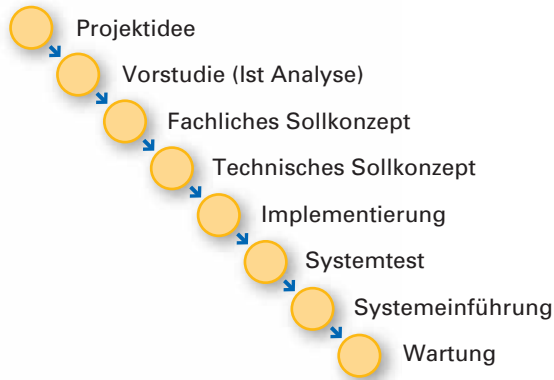 Projektidee
Vorstudie (Ist Analyse)
Fachliches Sollkonzept
Technisches Sollkonzept
Implementierung
Systemtest
Systemeinführung
Wartung